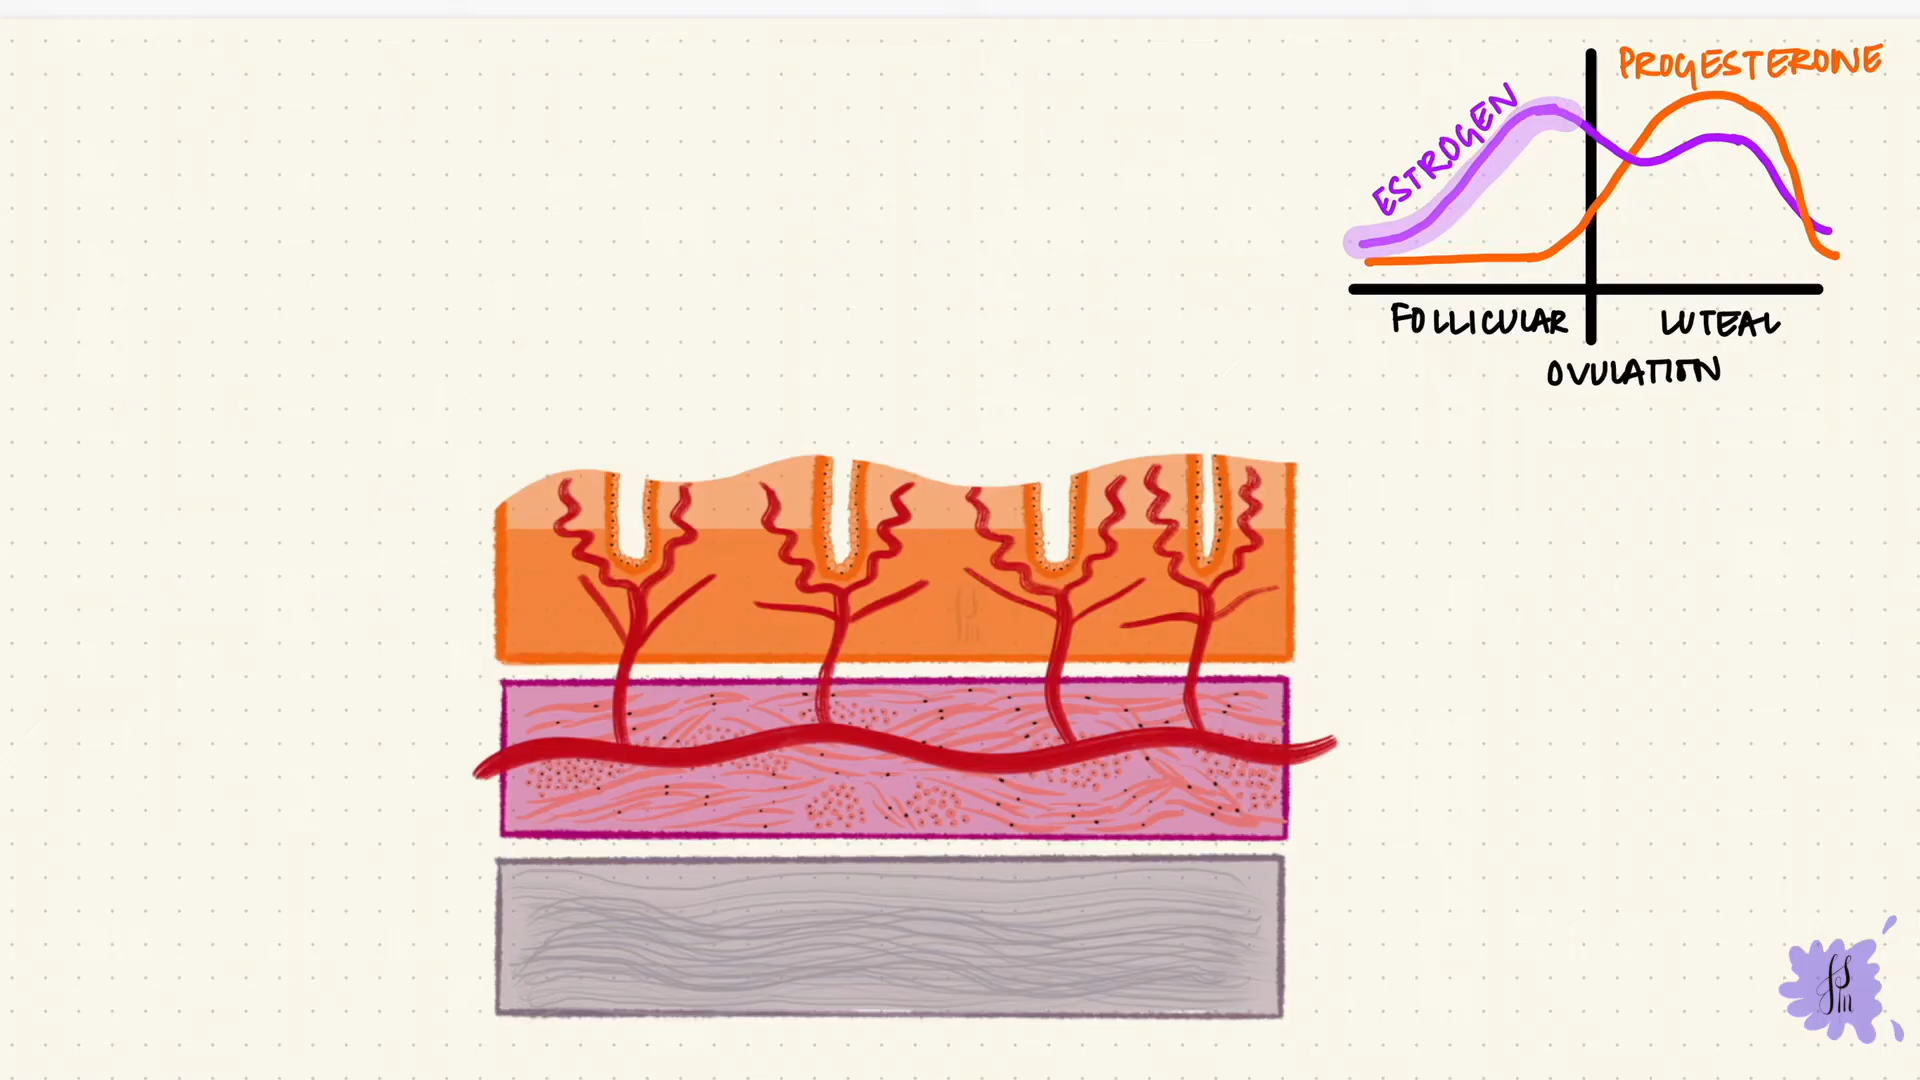 PROGESTERONE
ESTROGEN
FOLLICULAR
LUTEAL
OVULATION